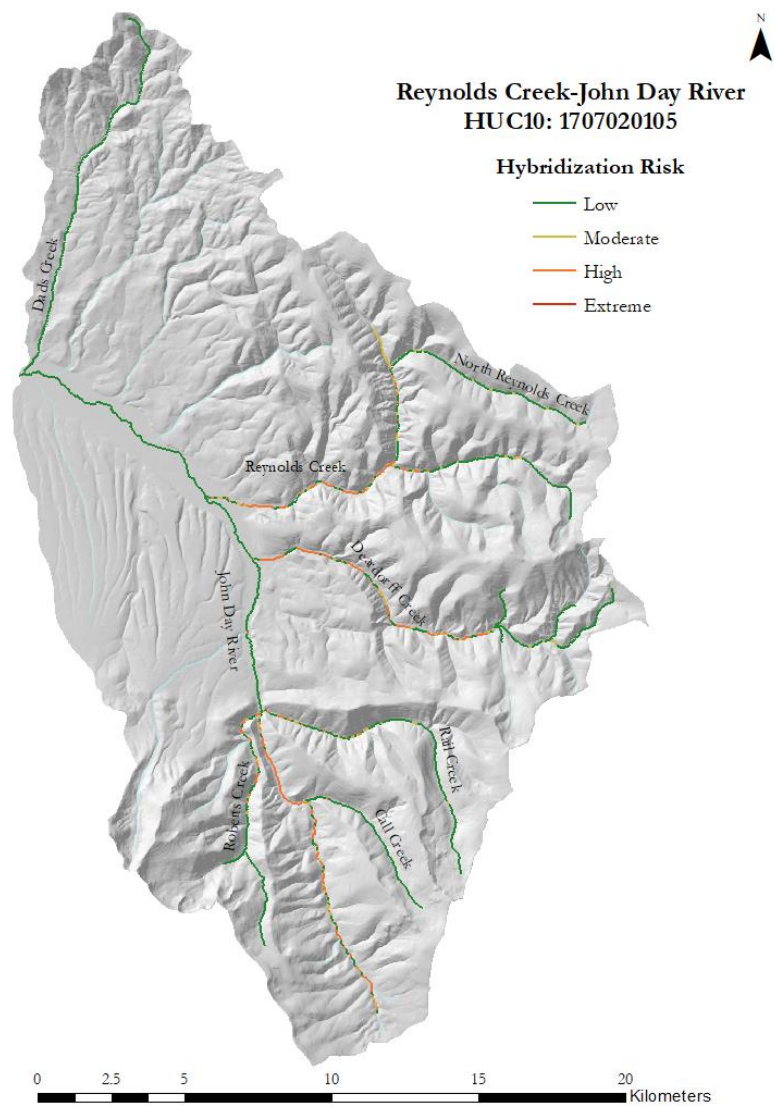 N
Reynolds Creek-John Day River
HUC10: 1707020105
Hybridization Risk
Low
Moderate
High
Extreme
Dads Creek
North Reynolds Creek
Reynolds Creek
Deardorff Creek
John Day River
Rail Creek
Roberts Creek
Call Creek
0 2.5 5 10 15 20
Kilometers